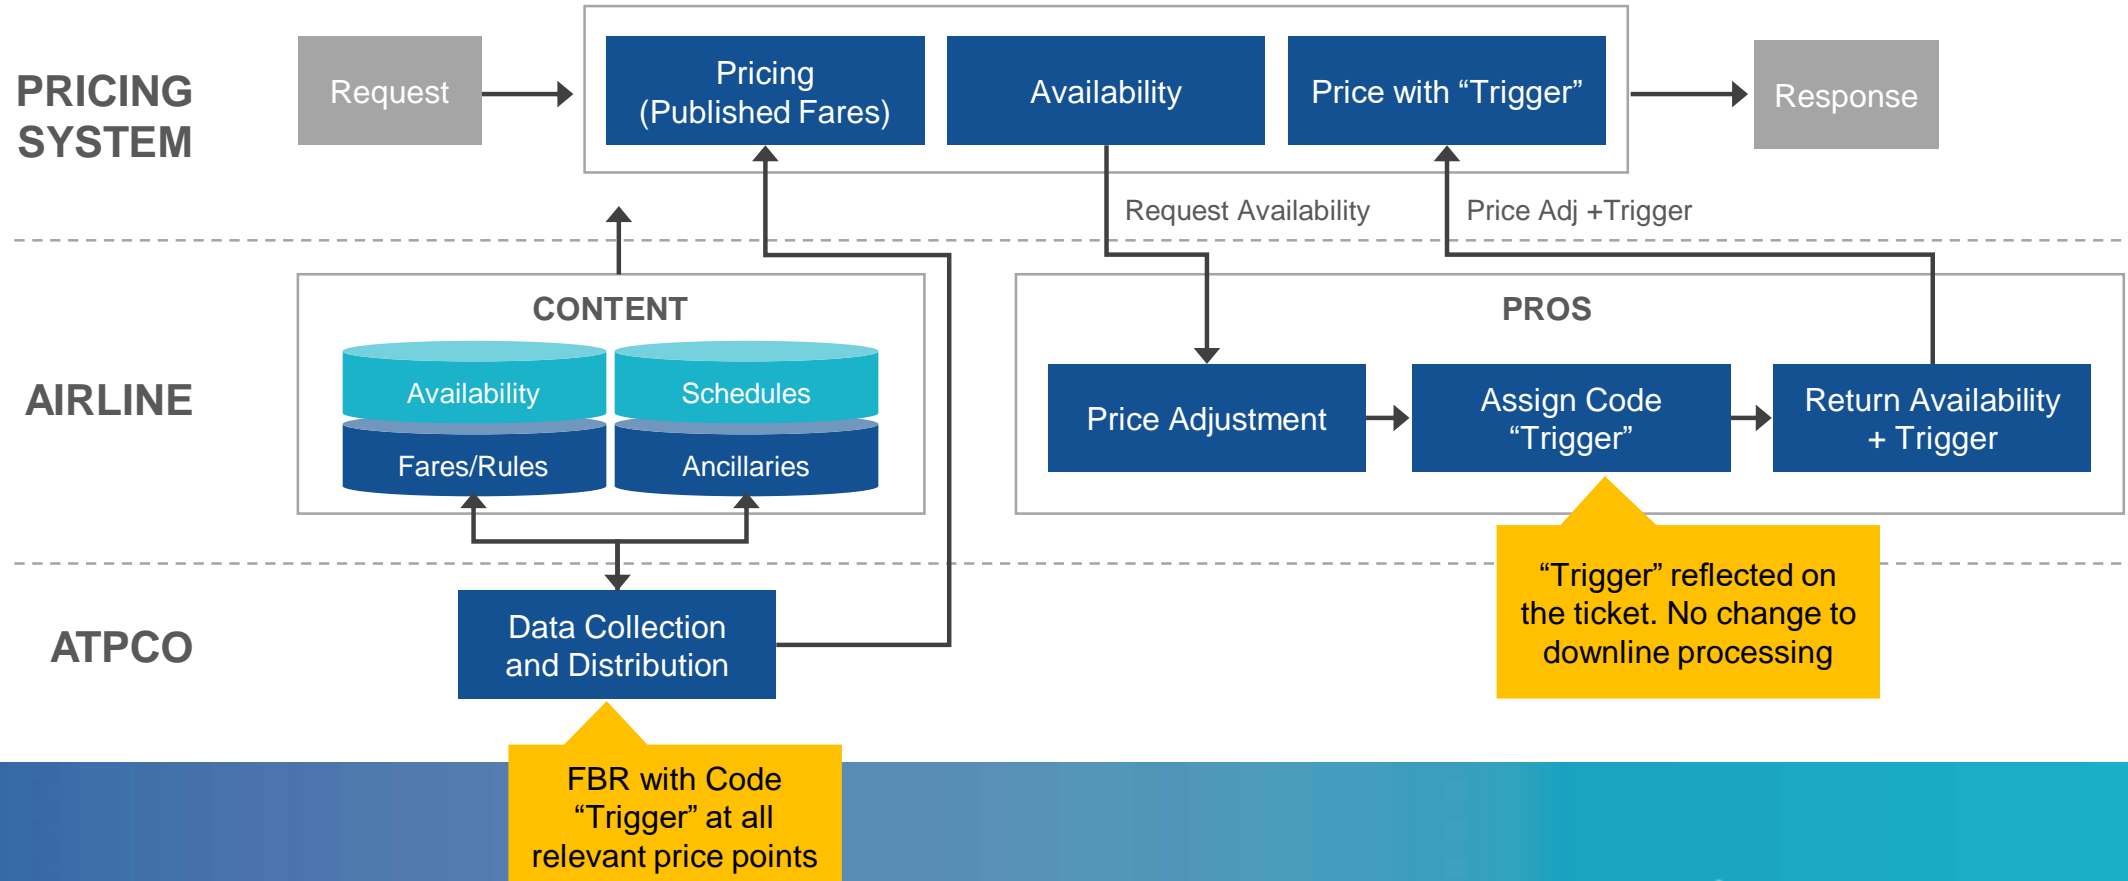 PRICING
SYSTEM
Request
Pricing
(Published Fares)
Availability
Price with “Trigger”
Response
Request Availability
Price Adj +Trigger
AIRLINE
CONTENT
Availability
Schedules
Fares/Rules
Ancillaries
PROS
Price Adjustment
Assign Code
“Trigger”
Return Availability
+ Trigger
“Trigger” reflected on
the ticket. No change to
downline processing
ATPCO
Data Collection
and Distribution
FBR with Code
“Trigger” at all
relevant price points